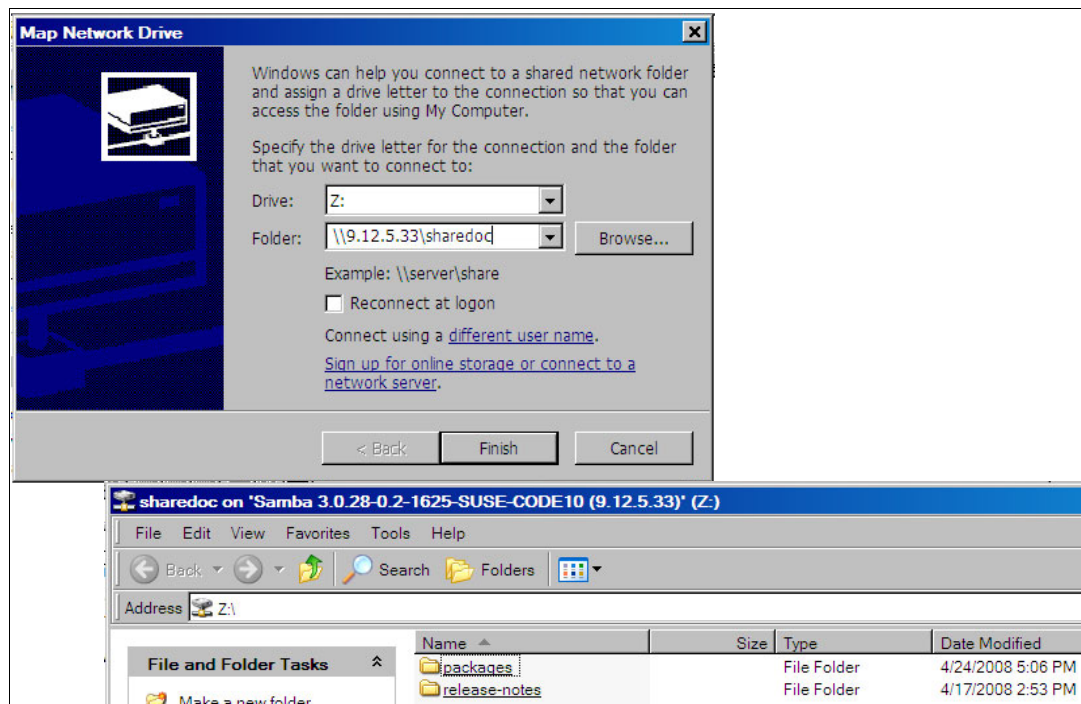 Map Network Drive
Windows can help you connect to a shared network folder
and assign a drive letter to the connection so that you can
access the folder using My Computer.
Specify the drive letter for the connection and the folder
that you want to connect to:
Drive: Z:
Folder: \\9.12.5.33\sharedoc Browse...
Example: \\server\share
Reconnect at logon
Connect using a different user name.
Sign up for online storage or connect to a
network server.
< Back Finish Cancel
sharedoc on 'Samba 3.0.28-0.2-1625-SUSE-CODE10 (9.12.5.33)' (Z:)
File Edit View Favorites Tools Help
Back Search Folders
Address Z:\
Name Size Type Date Modified
File and Folder Tasks
packages File Folder 4/24/2008 5:06 PM
release-notes File Folder 4/17/2008 2:53 PM
Make a new folder